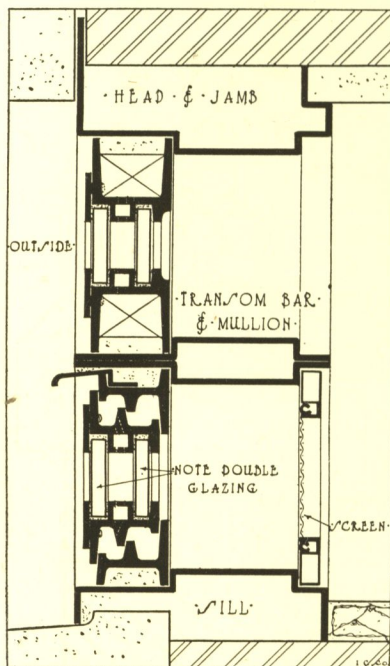 ·HEAD & JAMB
·OUTSIDE·
·TRANSOM BAR·
& MULLION·
·NOTE DOUBLE
GLAZING
·SCREEN·
·SILL·